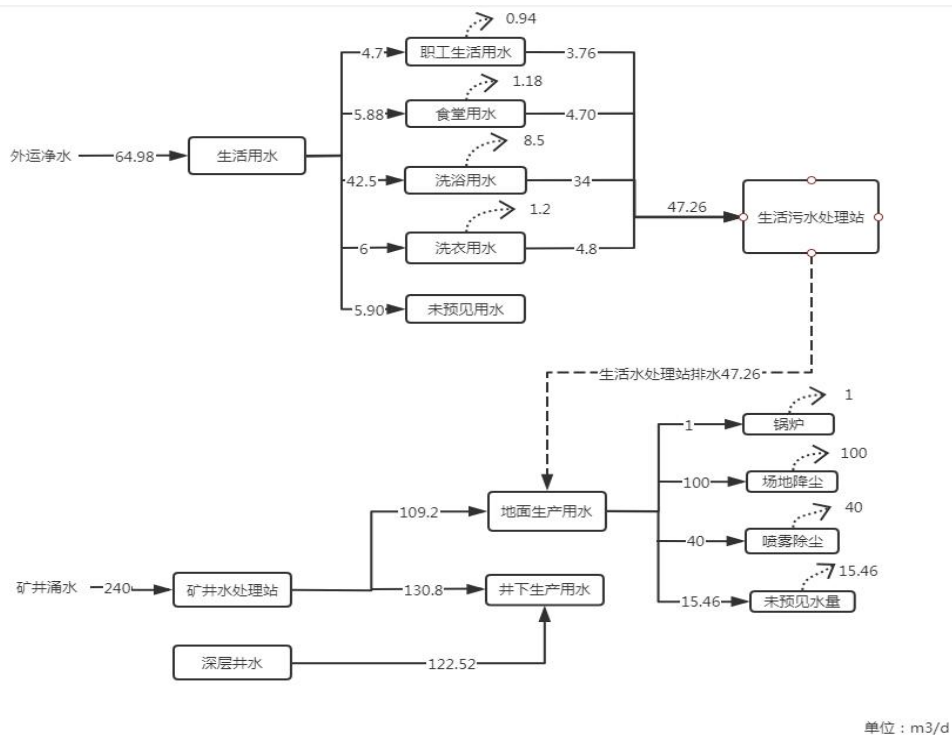 0.94
4.7
职工生活用水
3.76
1.18
5.88
食堂用水
4.70
外运净水
64.98
生活用水
8.5
42.5
洗浴用水
34
47.26
生活污水处理站
1.2
6
洗衣用水
4.8
5.90
未预见用水
生活水处理站排水47.26
1
1
锅炉
100
100
场地降尘
109.2
地面生产用水
40
40
喷雾除尘
矿井涌水
240
矿井水处理站
130.8
井下生产用水
15.46
15.46
未预见水量
深层井水
122.52
单位：m3/d